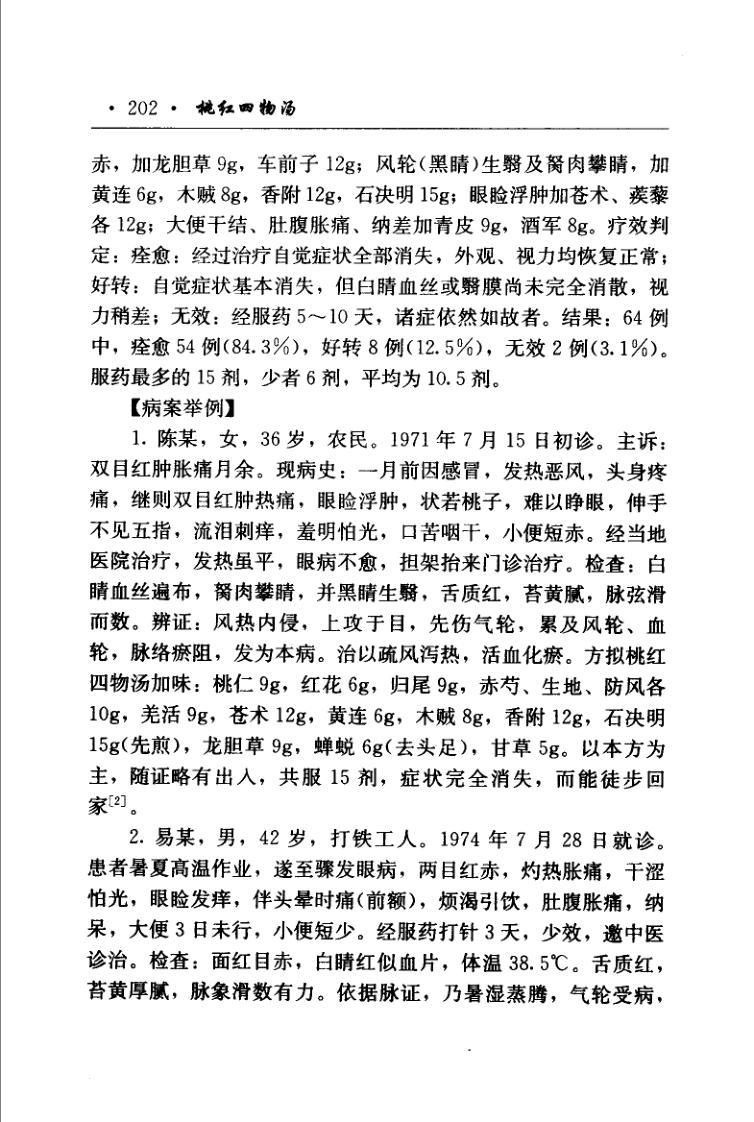 · 202 · 桃红四物汤
赤，加龙胆草 9g，车前子 12g；风轮(黑睛)生翳及胬肉攀睛，加
黄连 6g，木贼 8g，香附 12g，石决明 15g；眼睑浮肿加苍术、蒺藜
各 12g；大便干结、肚腹胀痛、纳差加青皮 9g，酒军 8g。疗效判
定：痊愈：经过治疗自觉症状全部消失，外观、视力均恢复正常；
好转：自觉症状基本消失，但白睛血丝或翳膜尚未完全消散，视
力稍差；无效：经服药 5～10 天，诸症依然如故者。结果：64 例
中，痊愈 54 例(84.3%)，好转 8 例(12.5%)，无效 2 例(3.1%)。
服药最多的 15 剂，少者 6 剂，平均为 10.5 剂。
【病案举例】
1. 陈某，女，36 岁，农民。1971 年 7 月 15 日初诊。主诉：
双目红肿胀痛月余。现病史：一月前因感冒，发热恶风，头身疼
痛，继则双目红肿热痛，眼睑浮肿，状若桃子，难以睁眼，伸手
不见五指，流泪刺痒，羞明怕光，口苦咽干，小便短赤。经当地
医院治疗，发热虽平，眼病不愈，担架抬来门诊治疗。检查：白
睛血丝遍布，胬肉攀睛，并黑睛生翳，舌质红，苔黄腻，脉弦滑
而数。辨证：风热内侵，上攻于目，先伤气轮，累及风轮、血
轮，脉络瘀阻，发为本病。治以疏风泻热，活血化瘀。方拟桃红
四物汤加味：桃仁 9g，红花 6g，归尾 9g，赤芍、生地、防风各
10g，羌活 9g，苍术 12g，黄连 6g，木贼 8g，香附 12g，石决明
15g(先煎)，龙胆草 9g，蝉蜕 6g(去头足)，甘草 5g。以本方为
主，随证略有出入，共服 15 剂，症状完全消失，而能徒步回
家[2]。
2. 易某，男，42 岁，打铁工人。1974 年 7 月 28 日就诊。
患者暑夏高温作业，遂至骤发眼病，两目红赤，灼热胀痛，干涩
怕光，眼睑发痒，伴头晕时痛(前额)，烦渴引饮，肚腹胀痛，纳
呆，大便 3 日未行，小便短少。经服药打针 3 天，少效，邀中医
诊治。检查：面红目赤，白睛红似血片，体温 38.5℃。舌质红，
苔黄厚腻，脉象滑数有力。依据脉证，乃暑湿蒸腾，气轮受病，